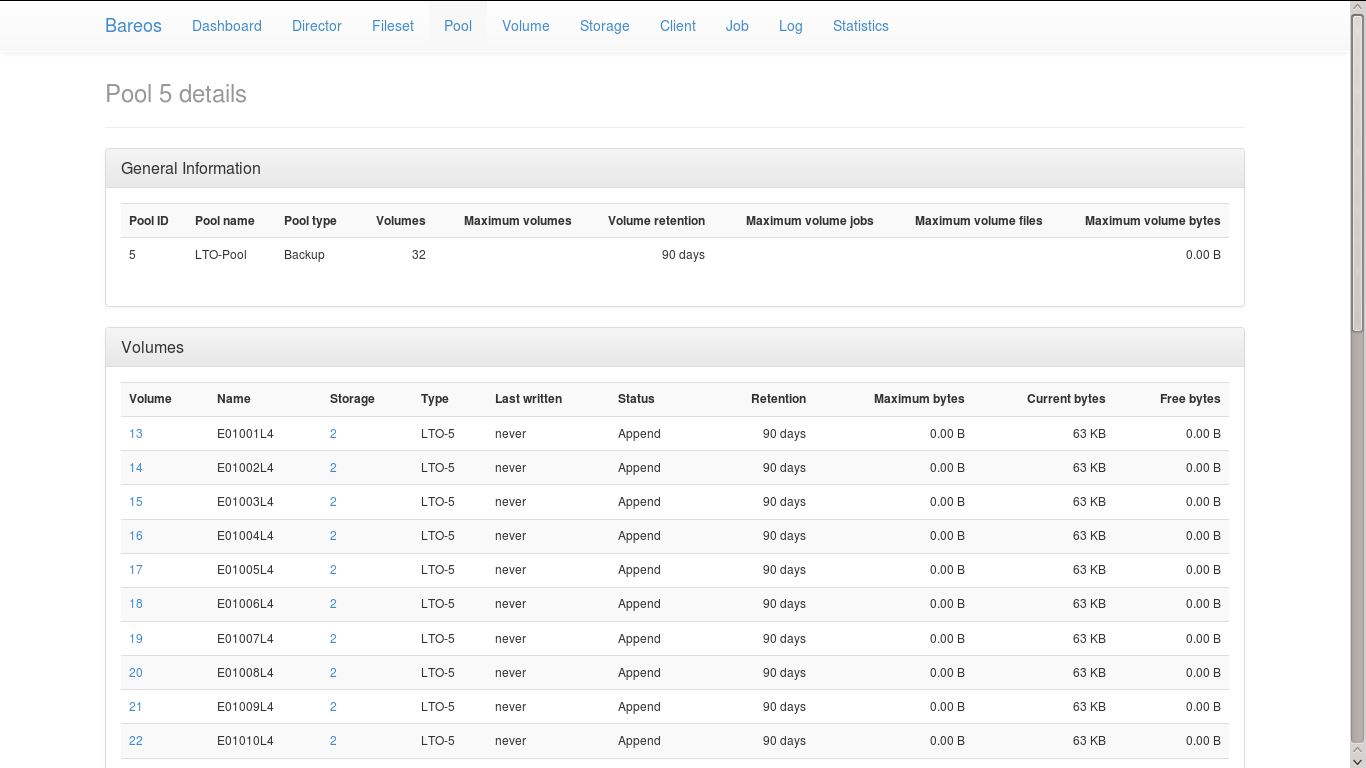 Bareos Dashboard Director Fileset Pool Volume Storage Client Job Log Statistics
Pool 5 details
General Information
Pool ID Pool name Pool type Volumes Maximum volumes Volume retention Maximum volume jobs Maximum volume files Maximum volume bytes
5 LTO-Pool Backup 32 90 days 0.00 B
Volumes
Volume Name Storage Type Last written Status Retention Maximum bytes Current bytes Free bytes
13 E01001L4 2 LTO-5 never Append 90 days 0.00 B 63 KB 0.00 B
14 E01002L4 2 LTO-5 never Append 90 days 0.00 B 63 KB 0.00 B
15 E01003L4 2 LTO-5 never Append 90 days 0.00 B 63 KB 0.00 B
16 E01004L4 2 LTO-5 never Append 90 days 0.00 B 63 KB 0.00 B
17 E01005L4 2 LTO-5 never Append 90 days 0.00 B 63 KB 0.00 B
18 E01006L4 2 LTO-5 never Append 90 days 0.00 B 63 KB 0.00 B
19 E01007L4 2 LTO-5 never Append 90 days 0.00 B 63 KB 0.00 B
20 E01008L4 2 LTO-5 never Append 90 days 0.00 B 63 KB 0.00 B
21 E01009L4 2 LTO-5 never Append 90 days 0.00 B 63 KB 0.00 B
22 E01010L4 2 LTO-5 never Append 90 days 0.00 B 63 KB 0.00 B